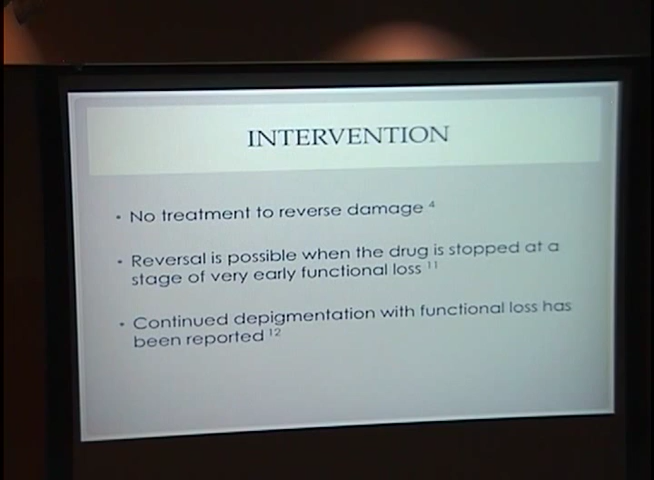 INTERVENTION
• No treatment to reverse damage 4
• Reversal is possible when the drug is stopped at a
stage of very early functional loss 11
• Continued depigmentation with functional loss has
been reported 12